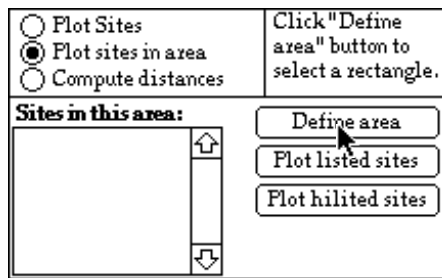 Plot Sites
Plot sites in area
Compute distances
Click "Define
area" button to
select a rectangle.
Sites in this area:
Define area
Plot listed sites
Plot hilited sites